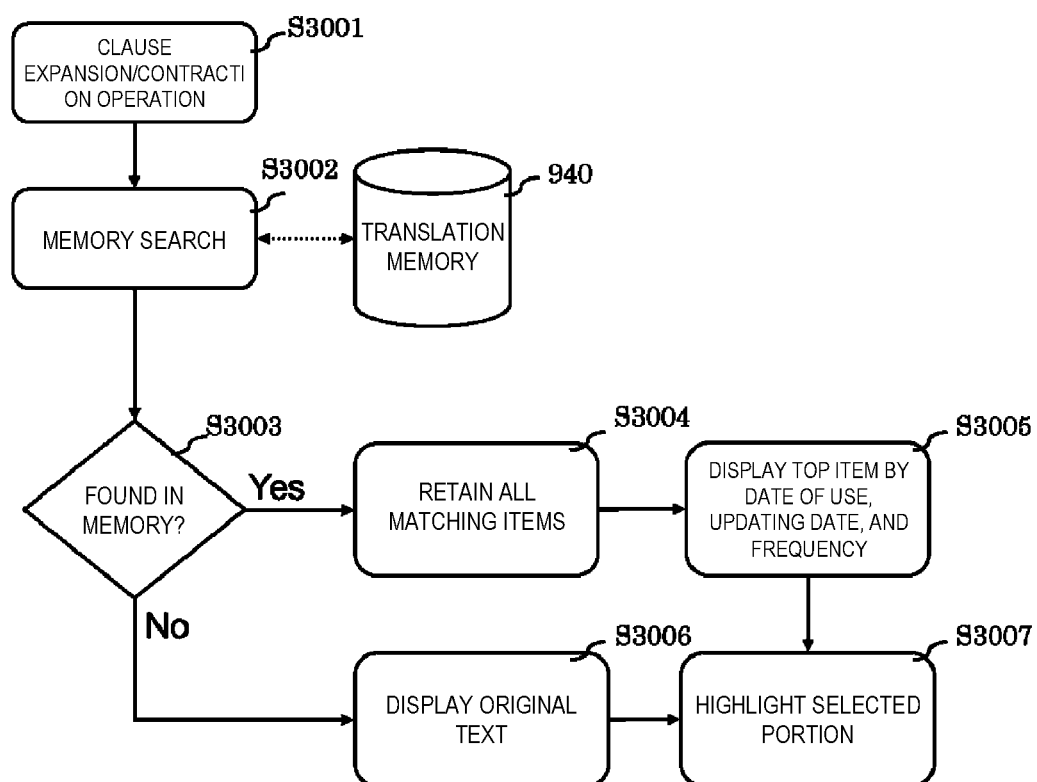 S3001
CLAUSE
EXPANSION/CONTRACTI
ON OPERATION
S3002
MEMORY SEARCH
940
TRANSLATION
MEMORY
S3003
FOUND IN
MEMORY?
Yes
No
S3004
RETAIN ALL
MATCHING ITEMS
S3005
DISPLAY TOP ITEM BY
DATE OF USE,
UPDATING DATE, AND
FREQUENCY
S3006
DISPLAY ORIGINAL
TEXT
S3007
HIGHLIGHT SELECTED
PORTION